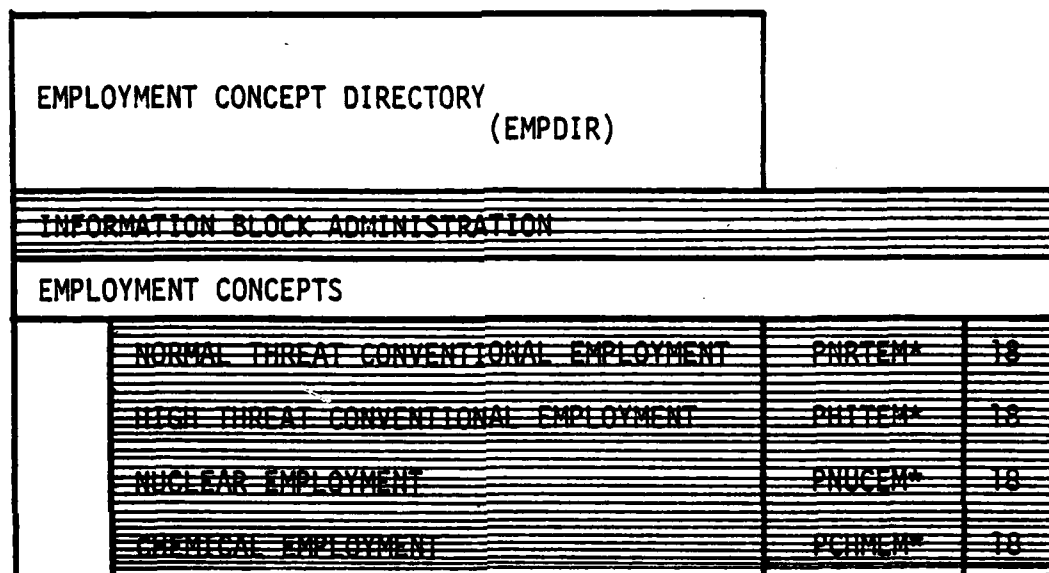 EMPLOYMENT CONCEPT DIRECTORY
(EMPDIR)
INFORMATION BLOCK ADMINISTRATION
EMPLOYMENT CONCEPTS
NORMAL THREAT CONVENTIONAL EMPLOYMENT PNRTEM* 18
HIGH THREAT CONVENTIONAL EMPLOYMENT PHITEM* 18
NUCLEAR EMPLOYMENT PNUCEM* 18
CHEMICAL EMPLOYMENT PCHMEM* 18